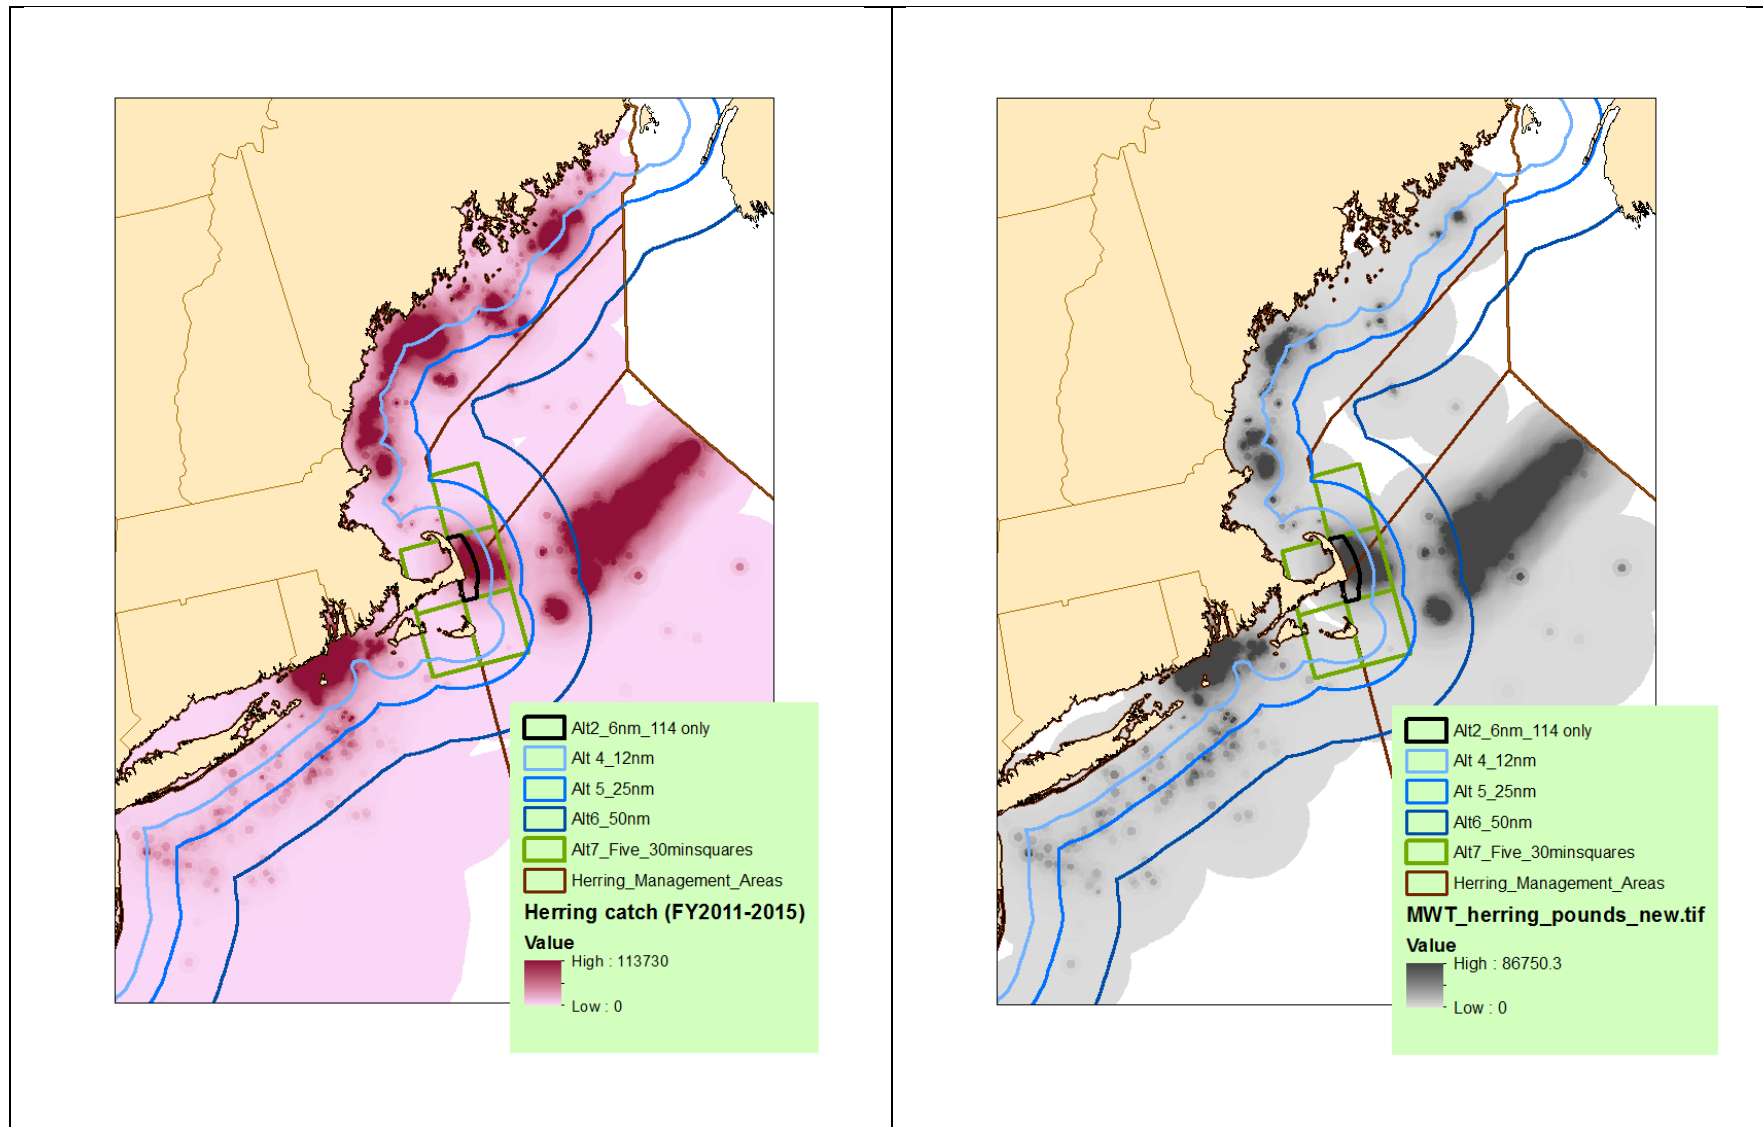 Alt2_6nm_114 only
Alt 4_12nm
Alt 5_25nm
Alt6_50nm
Alt7_Five_30minsquares
Herring_Management_Areas
Herring catch (FY2011-2015)
Value
High : 113730
Low : 0
Alt2_6nm_114 only
Alt 4_12nm
Alt 5_25nm
Alt6_50nm
Alt7_Five_30minsquares
Herring_Management_Areas
MWT_herring_pounds_new.tif
Value
High : 86750.3
Low : 0